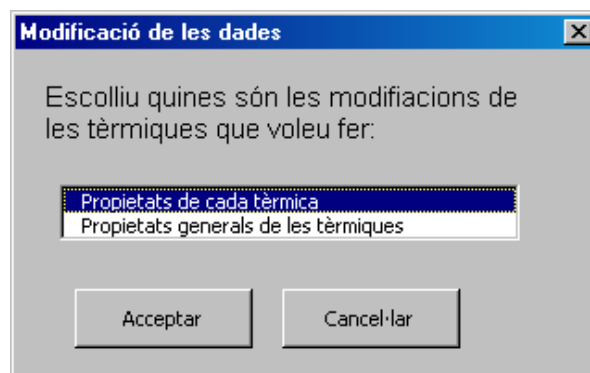 Modificació de les dades
Escolliu quines són les modifiacions de
les tèrmiques que voleu fer:
Propietats de cada tèrmica
Propietats generals de les tèrmiques
Acceptar
Cancel·lar